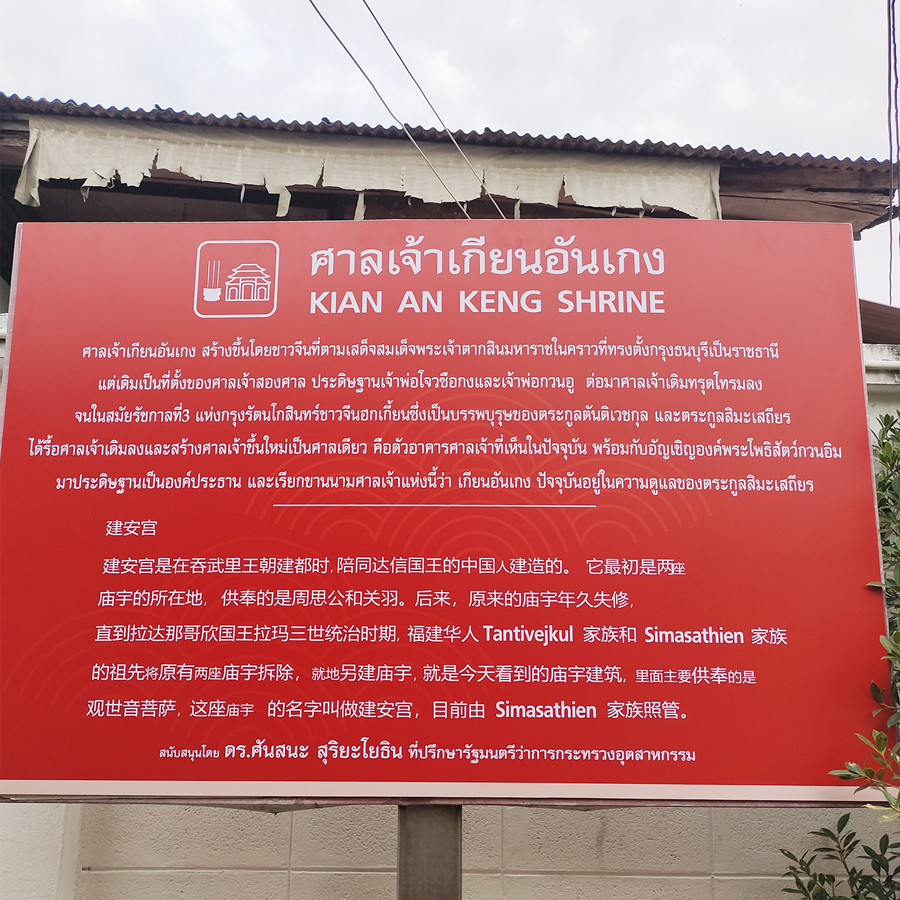 ศาลเจ้าเกียนอันเกง
KIAN AN KENG SHRINE
ศาลเจ้าเกียนอันเกง สร้างขึ้นโดยชาวจีนที่ตามเสด็จสมเด็จพระเจ้าตากสินมหาราชในคราวที่ทรงตั้งกรุงธนบุรีเป็นราชธานี
แต่เดิมเป็นที่ตั้งของศาลเจ้าสองศาล ประดิษฐานเจ้าพ่อโจวซือกงและเจ้าพ่อกวนอู ต่อมาศาลเจ้าเดิมทรุดโทรมลง
จนในสมัยรัชกาลที่3 แห่งกรุงรัตนโกสินทร์ชาวจีนฮกเกี้ยนซึ่งเป็นบรรพบุรุษของตระกูลตันติเวชกุล และตระกูลสิมะเสถียร
ได้รื้อศาลเจ้าเดิมลงและสร้างศาลเจ้าขึ้นใหม่เป็นศาลเดียว คือตัวอาคารศาลเจ้าที่เห็นในปัจจุบัน พร้อมกับอัญเชิญองค์พระโพธิสัตว์กวนอิม
มาประดิษฐานเป็นองค์ประธาน และเรียกขานนามศาลเจ้าแห่งนี้ว่า เกียนอันเกง ปัจจุบันอยู่ในความดูแลของตระกูลสิมะเสถียร
建安宫
建安宫是在吞武里王朝建都时,陪同达信国王的中国人建造的。 它最初是两座
庙宇的所在地, 供奉的是周思公和关羽。后来，原来的庙宇年久失修,
直到拉达那哥欣国王拉玛三世统治时期, 福建华人 Tantivejkul 家族和 Simasathien 家族
的祖先将原有两座庙宇拆除，就地另建庙宇, 就是今天看到的庙宇建筑, 里面主要供奉的是
观世音菩萨, 这座庙宇 的名字叫做建安宫，目前由 Simasathien 家族照管。
สนับสนุนโดย ดร.ศันสนะ สุริยะโยธิน ที่ปรึกษารัฐมนตรีว่าการกระทรวงอุตสาหกรรม